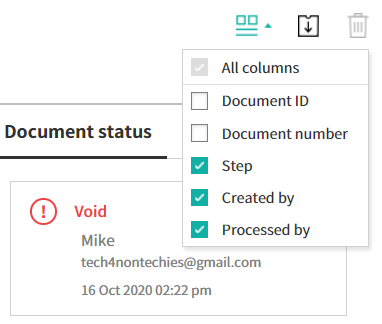 All columns
Document ID
Document number
Step
Created by
Processed by
Document status
Void
Mike
tech4nontechies@gmail.com
16 Oct 2020 02:22 pm